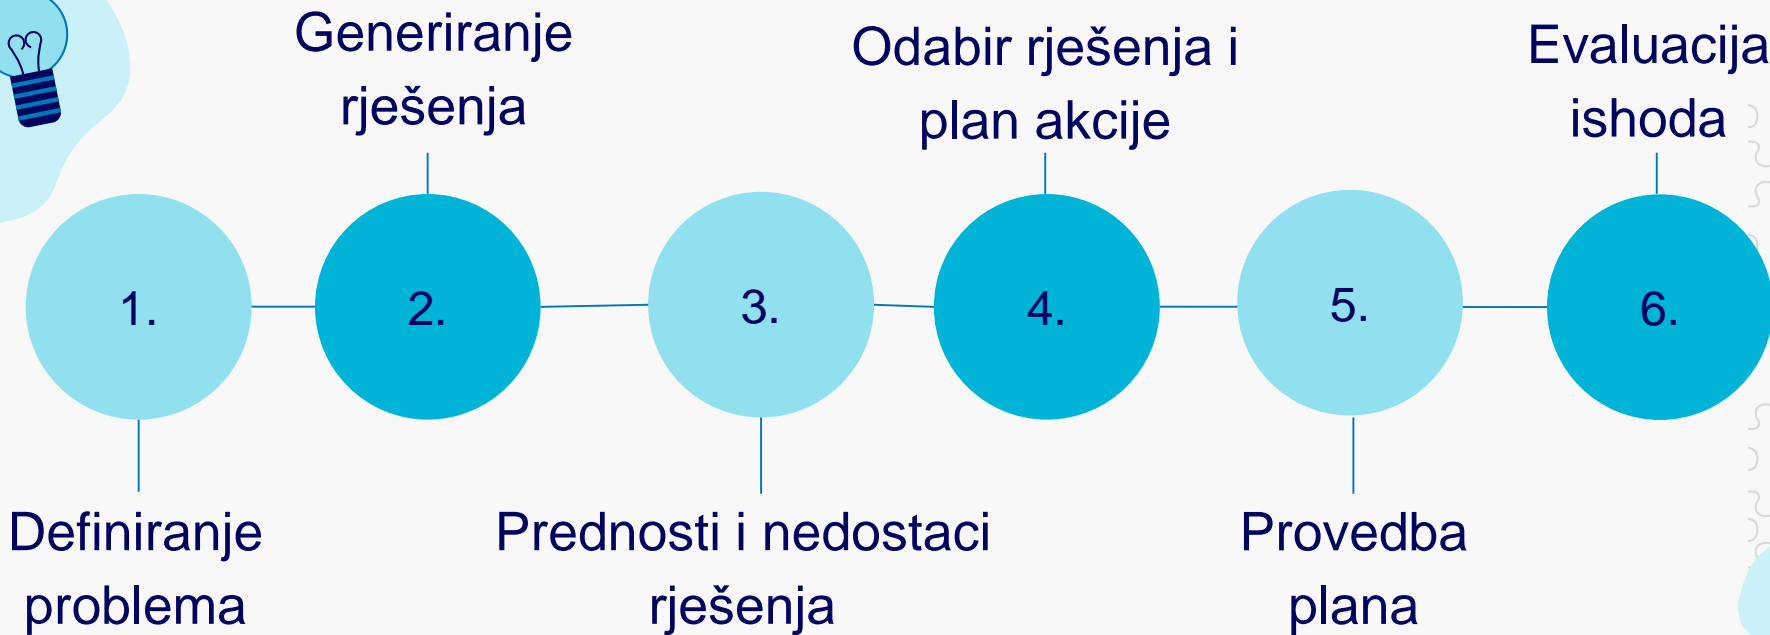 1.
Definiranje
problema
2.
Generiranje
rješenja
3.
Prednosti i nedostaci
rješenja
4.
Odabir rješenja i
plan akcije
5.
Provedba
plana
6.
Evaluacija
ishoda